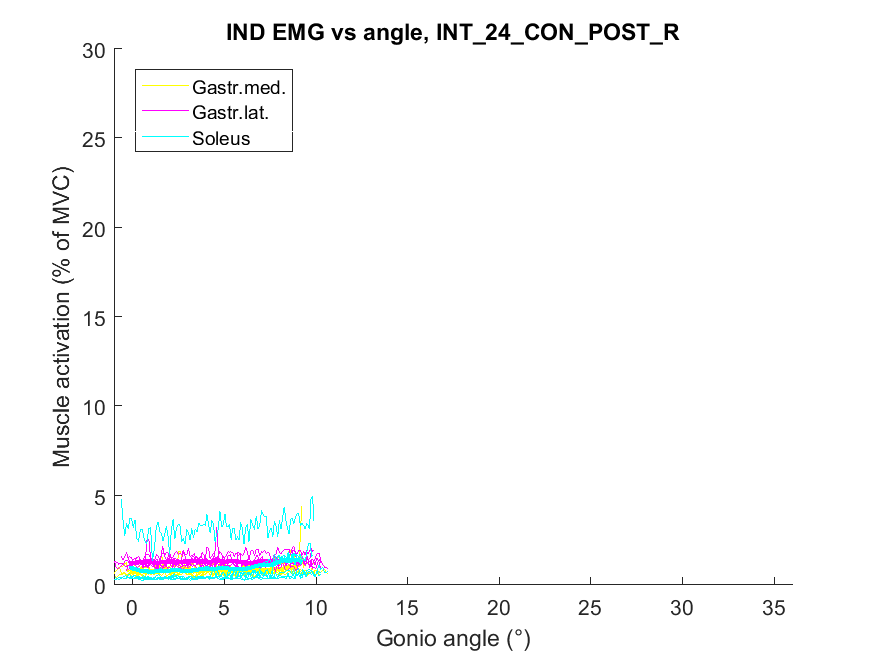 IND EMG vs angle, INT_24_CON_POST_R
30
25
20
15
10
5
0
Muscle activation (% of MVC)
Gastr.med.
Gastr.lat.
Soleus
0 5 10 15 20 25 30 35
Gonio angle (°)